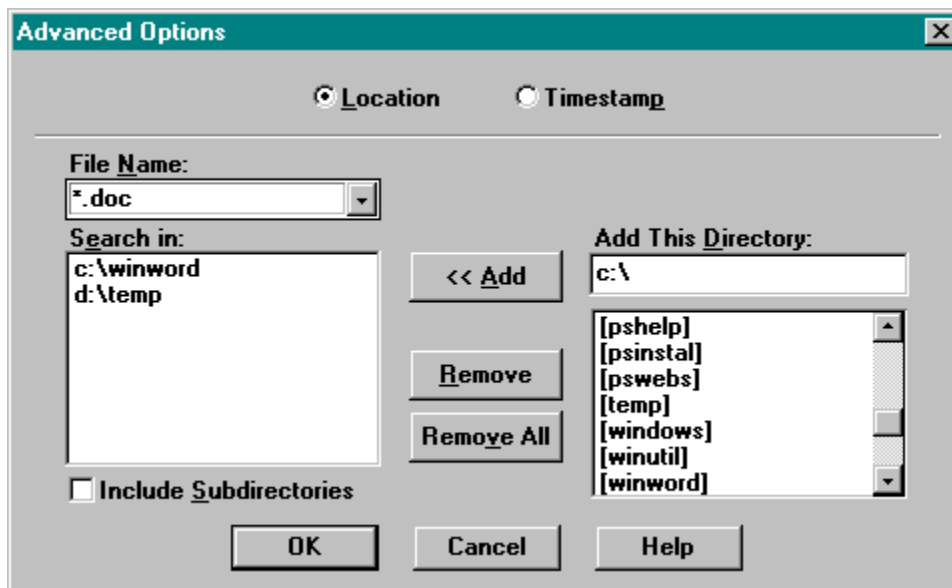 Advanced Options
Location Timestamp
File Name:
*.doc
Search in:
c:\winword
d:\temp
Include Subdirectories
<< Add
Remove
Remove All
Add This Directory:
c:\
[pshelp]
[psinstal]
[pswebs]
[temp]
[windows]
[winutil]
[winword]
OK Cancel Help